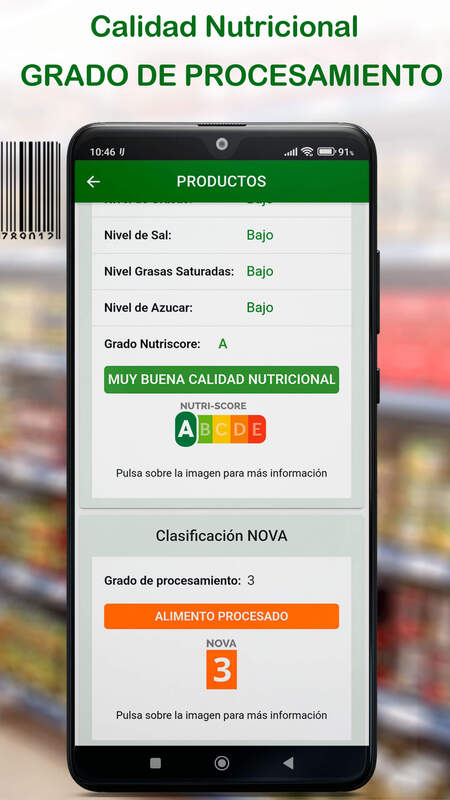 Calidad Nutricional
GRADO DE PROCESAMIENTO
789012
10:46 91%
PRODUCTOS
Bajo
Nivel de Sal: Bajo
Nivel Grasas Saturadas: Bajo
Nivel de Azucar: Bajo
Grado Nutriscore: A
MUY BUENA CALIDAD NUTRICIONAL
NUTRI-SCORE
A B C D E
Pulsa sobre la imagen para más información
Clasificación NOVA
Grado de procesamiento: 3
ALIMENTO PROCESADO
NOVA
3
Pulsa sobre la imagen para más información